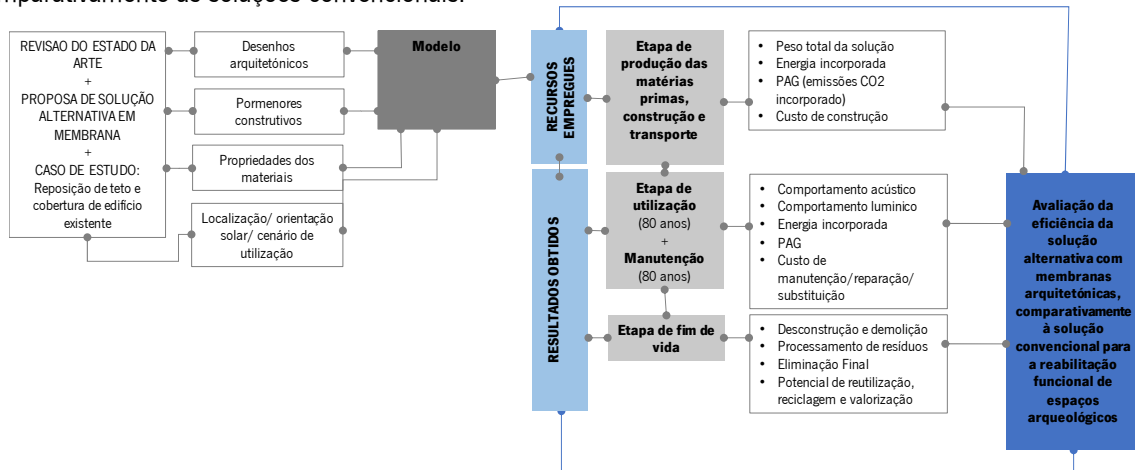 mparativamente às soluções convencionais.
REVISAO DO ESTADO DA
ARTE
+
PROPOSA DE SOLUÇÃO
ALTERNATIVA EM
MEMBRANA
+
CASO DE ESTUDO:
Reposição de teto e
cobertura de edifício
existente
Desenhos
arquitetónicos
Pormenores
construtivos
Propriedades dos
materiais
Localização/ orientação
solar/ cenário de
utilização
Modelo
RECURSOS
EMPREGUES
RESULTADOS OBTIDOS
Etapa de
produção das
matérias
primas,
construção e
transporte
Etapa de
utilização
(80 anos)
+
Manutenção
(80 anos)
Etapa de fim de
vida
• Peso total da solução
• Energia incorporada
• PAG (emissões CO2
incorporado)
• Custo de construção
• Comportamento acústico
• Comportamento luminico
• Energia incorporada
• PAG
• Custo de
manutenção/reparação/
substituição
• Desconstrução e demolição
• Processamento de resíduos
• Eliminação Final
• Potencial de reutilização,
reciclagem e valorização
Avaliação da
eficiência da
solução
alternativa com
membranas
arquitetónicas,
comparativamente
à solução
convencional para
a reabilitação
funcional de
espaços
arqueológicos